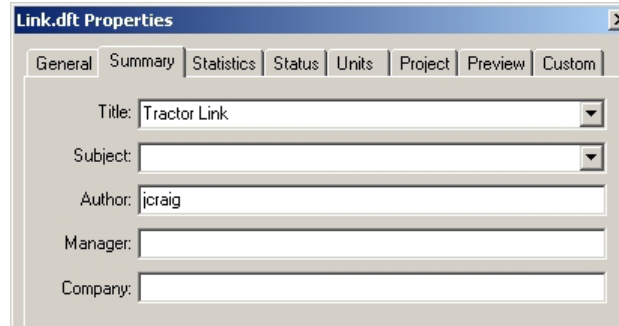 Link.dft Properties
General Summary Statistics Status Units Project Preview Custom
Title: Tractor Link
Subject:
Author: jcraig
Manager:
Company: